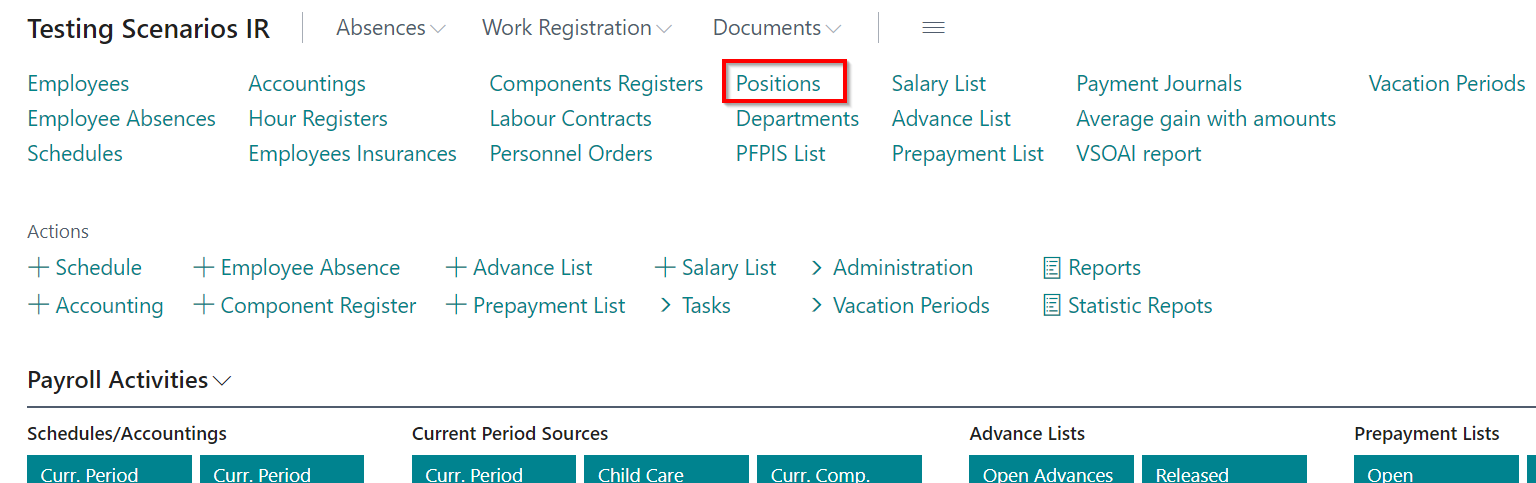 Testing Scenarios IR Absences Work Registration Documents
Employees Accountings Components Registers Positions Salary List Payment Journals Vacation Periods
Employee Absences Hour Registers Labour Contracts Departments Advance List Average gain with amounts
Schedules Employees Insurances Personnel Orders PFPIS List Prepayment List VSOAI report
Actions
+ Schedule + Employee Absence + Advance List + Salary List > Administration Reports
+ Accounting + Component Register + Prepayment List > Tasks > Vacation Periods Statistic Repots
Payroll Activities
Schedules/Accountings Current Period Sources Advance Lists Prepayment Lists
Curr. Period Curr. Period Curr. Period Child Care Curr. Comp. Open Advances Released Open